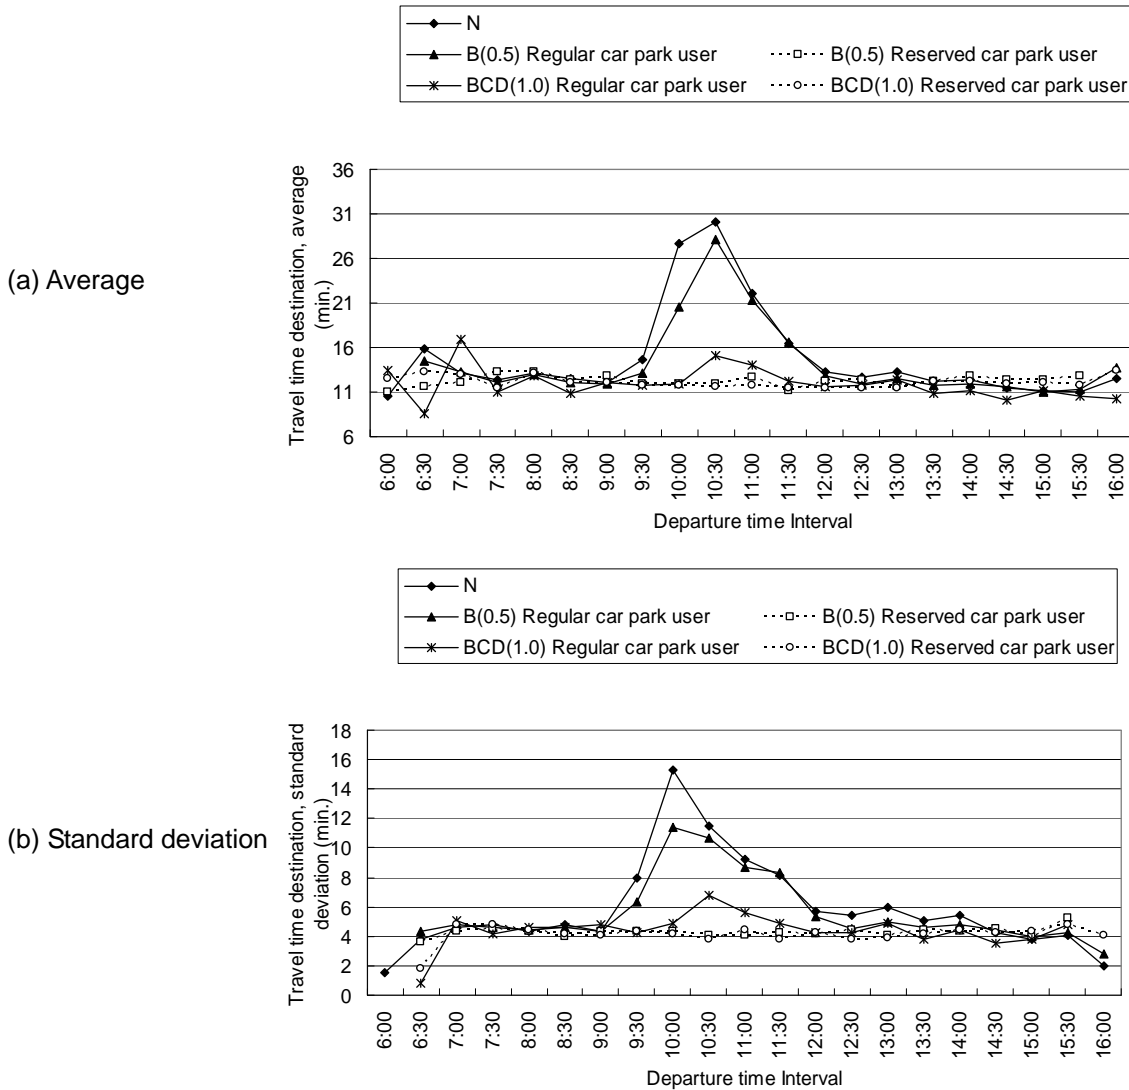 N
B(0.5) Regular car park user B(0.5) Reserved car park user
BCD(1.0) Regular car park user BCD(1.0) Reserved car park user
(a) Average
Travel time destination, average
(min.)
36
31
26
21
16
11
6
6:00 6:30 7:00 7:30 8:00 8:30 9:00 9:30 10:00 10:30 11:00 11:30 12:00 12:30 13:00 13:30 14:00 14:30 15:00 15:30 16:00
Departure time Interval
N
B(0.5) Regular car park user B(0.5) Reserved car park user
BCD(1.0) Regular car park user BCD(1.0) Reserved car park user
(b) Standard deviation
Travel time destination, standard
deviation (min.)
18
16
14
12
10
8
6
4
2
0
6:00 6:30 7:00 7:30 8:00 8:30 9:00 9:30 10:00 10:30 11:00 11:30 12:00 12:30 13:00 13:30 14:00 14:30 15:00 15:30 16:00
Departure time Interval